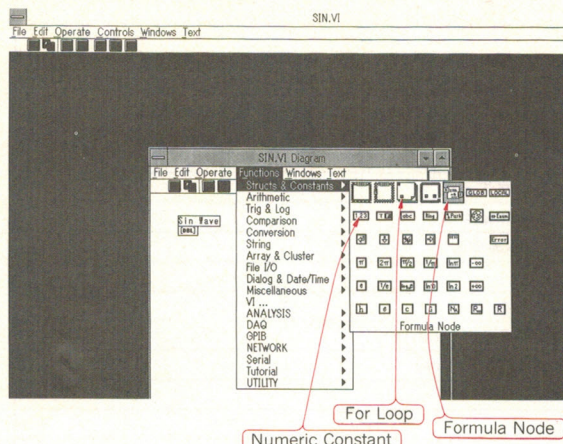 SIN.VI
File Edit Operate Controls Windows Text
SIN.VI Diagram
File Edit Operate Functions Windows Text
Structs & Constants
Arithmetic
Trig & Log
Comparison
Conversion
String
Array & Cluster
File I/O
Dialog & Date/Time
Miscellaneous
VI ...
ANALYSIS
DAQ
GPIB
NETWORK
Serial
Tutorial
UTILITY
Sin Wave
DBL
GLOB LOCAL
123 abc
Error
Formula Node
For Loop
Formula Node
Numeric Constant